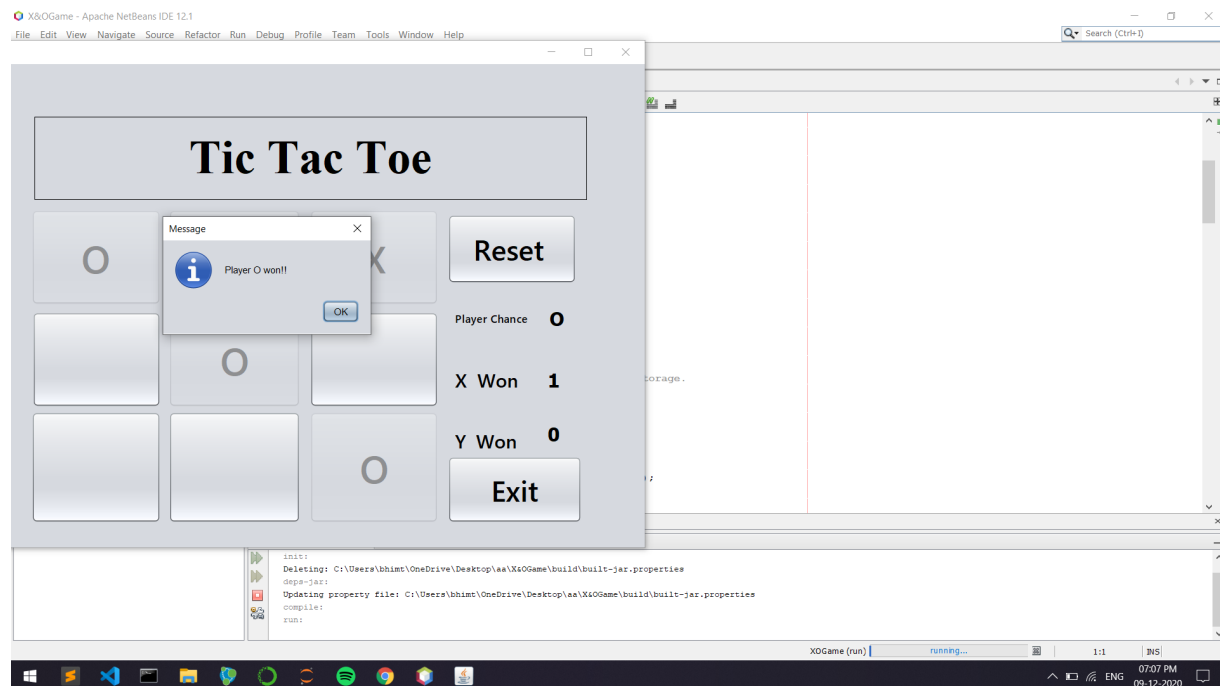 X&OGame - Apache NetBeans IDE 12.1
File Edit View Navigate Source Refactor Run Debug Profile Team Tools Window Help
Search (Ctrl+I)
Tic Tac Toe
O
X
Message
Player O won!!
OK
Reset
Player Chance O
O
X Won 1
torage.
Y Won 0
O
Exit
);
init:
Deleting: C:\Users\bhimt\OneDrive\Desktop\aa\X&OGame\build\built-jar.properties
deps-jar:
Updating property file: C:\Users\bhimt\OneDrive\Desktop\aa\X&OGame\build\built-jar.properties
compile:
run:
XOGame (run) running... 1:1 INS
ENG
07:07 PM
09-12-2020